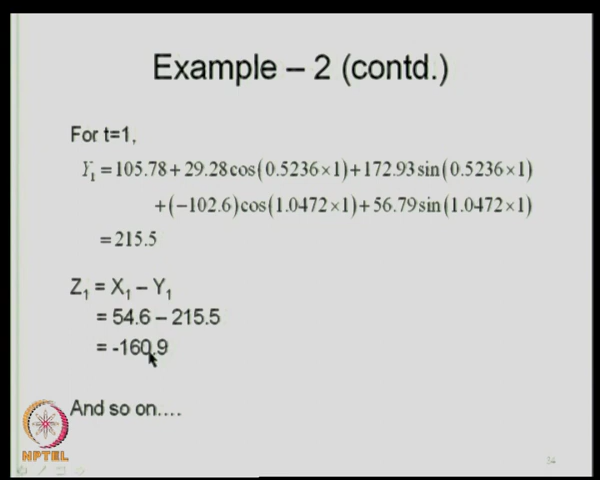 Example – 2 (contd.)
For t=1,
Y₁ = 105.78 + 29.28 cos(0.5236×1) + 172.93 sin(0.5236×1)
+(−102.6) cos(1.0472×1) + 56.79 sin(1.0472×1)
= 215.5
Z₁ = X₁ – Y₁
= 54.6 – 215.5
= -160.9
And so on....
NPTEL
34